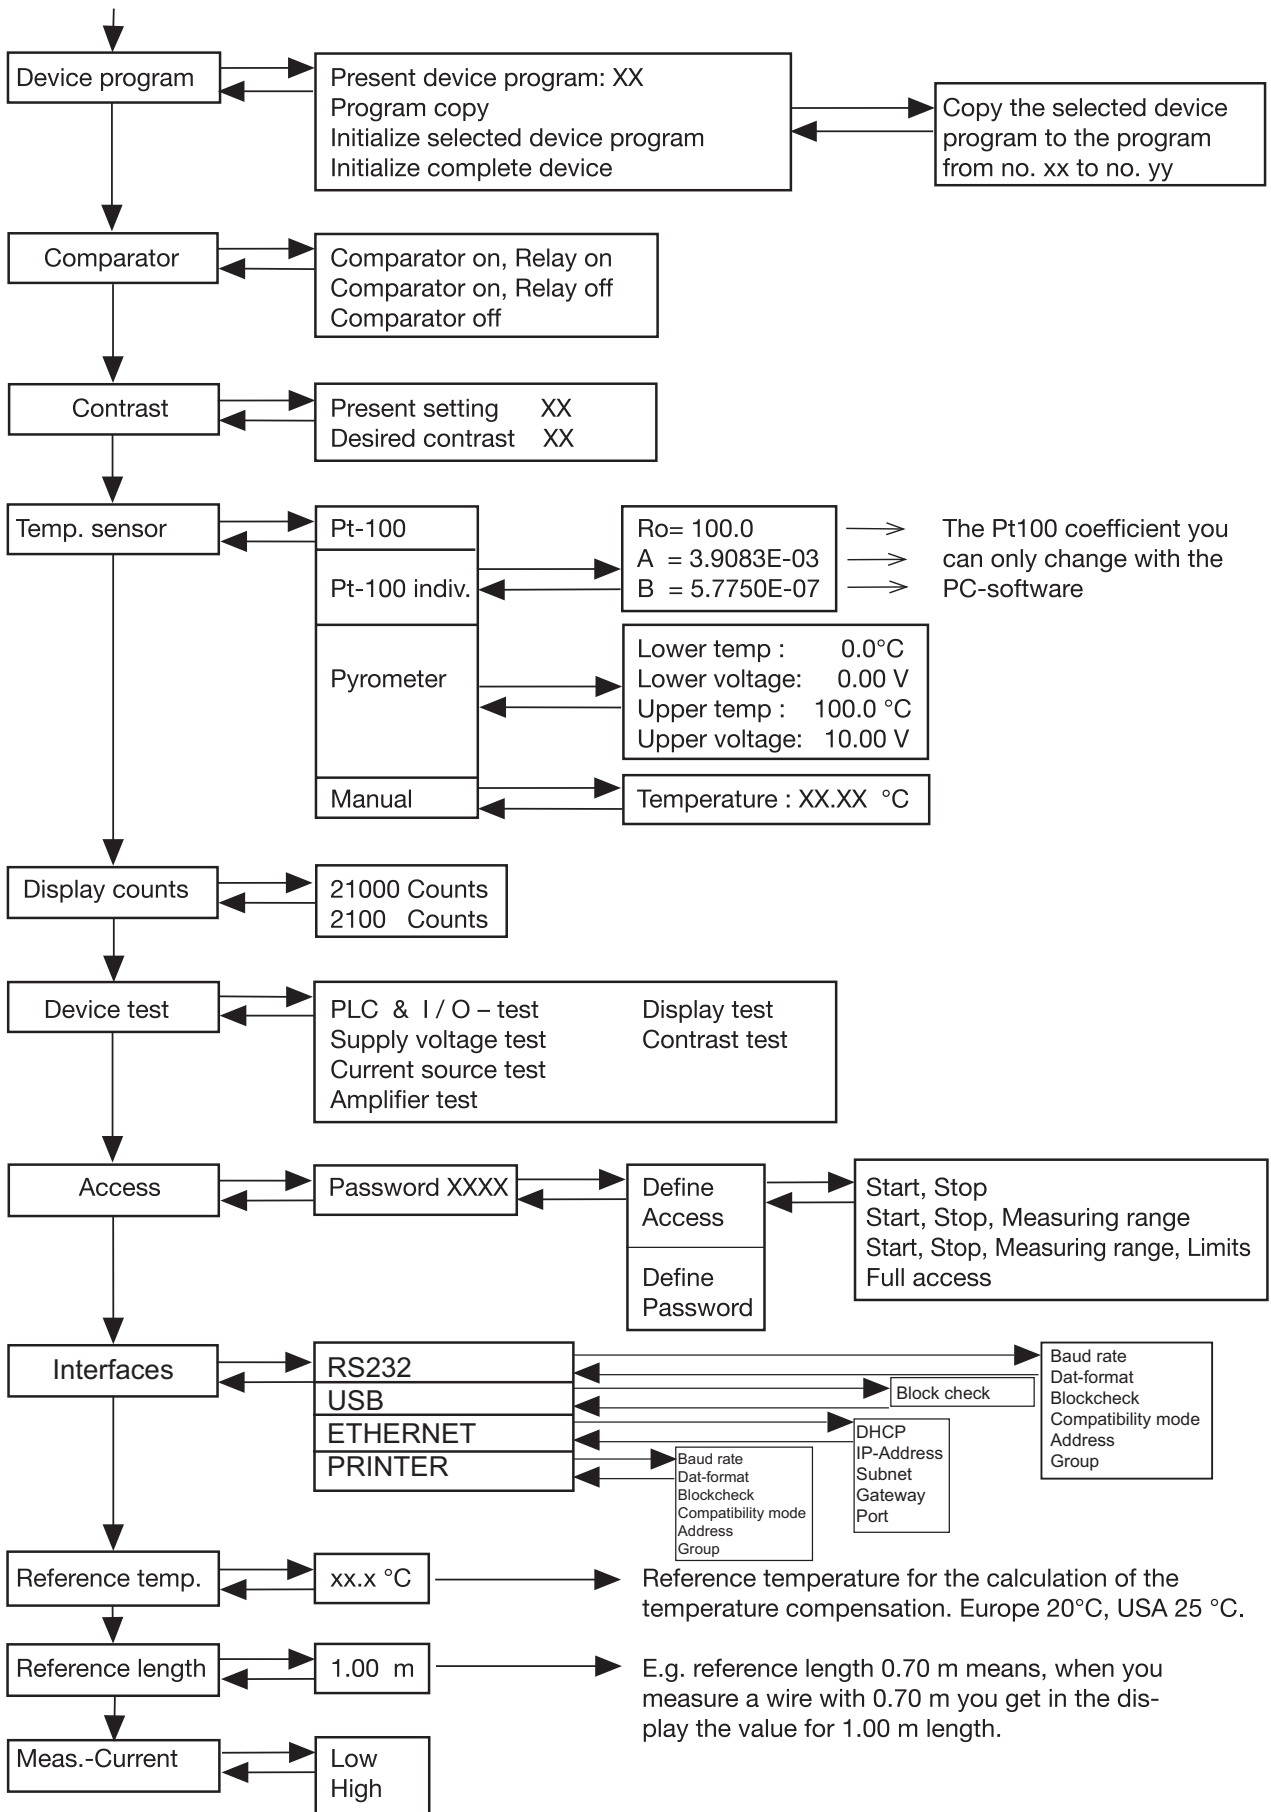 Device program
Present device program: XX
Program copy
Initialize selected device program
Initialize complete device
Copy the selected device
program to the program
from no. xx to no. yy
Comparator
Comparator on, Relay on
Comparator on, Relay off
Comparator off
Contrast
Present setting XX
Desired contrast XX
Temp. sensor
Pt-100
Pt-100 indiv.
Pyrometer
Manual
Ro= 100.0
A = 3.9083E-03
B = 5.7750E-07
The Pt100 coefficient you
can only change with the
PC-software
Lower temp : 0.0°C
Lower voltage: 0.00 V
Upper temp : 100.0 °C
Upper voltage: 10.00 V
Temperature : XX.XX °C
Display counts
21000 Counts
2100 Counts
Device test
PLC & I / O – test
Supply voltage test
Current source test
Amplifier test
Display test
Contrast test
Access
Password XXXX
Define
Access
Define
Password
Start, Stop
Start, Stop, Measuring range
Start, Stop, Measuring range, Limits
Full access
Interfaces
RS232
USB
ETHERNET
PRINTER
Baud rate
Dat-format
Blockcheck
Compatibility mode
Address
Group
Block check
DHCP
IP-Address
Subnet
Gateway
Port
Baud rate
Dat-format
Blockcheck
Compatibility mode
Address
Group
Reference temp.
xx.x °C
Reference temperature for the calculation of the
temperature compensation. Europe 20°C, USA 25 °C.
Reference length
1.00 m
E.g. reference length 0.70 m means, when you
measure a wire with 0.70 m you get in the dis-
play the value for 1.00 m length.
Meas.-Current
Low
High